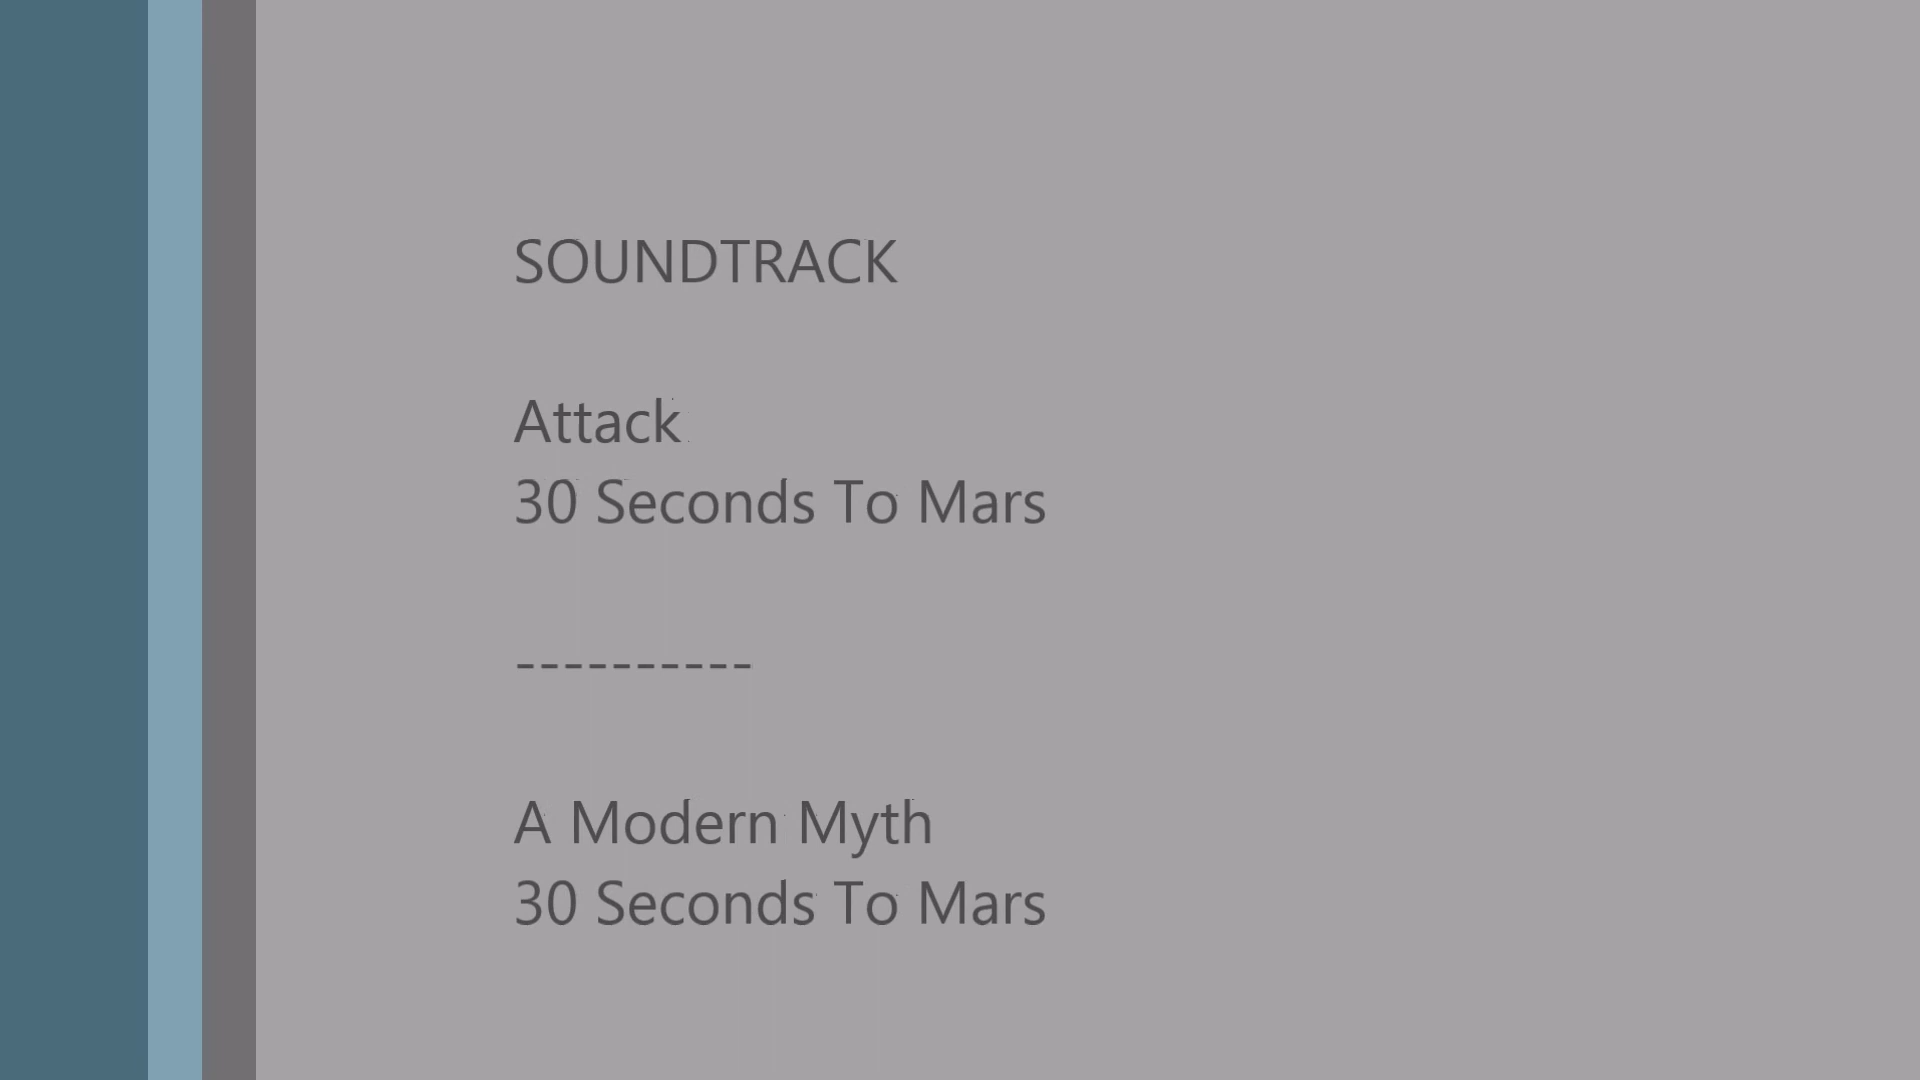 SOUNDTRACK
Attack
30 Seconds To Mars
----------
A Modern Myth
30 Seconds To Mars